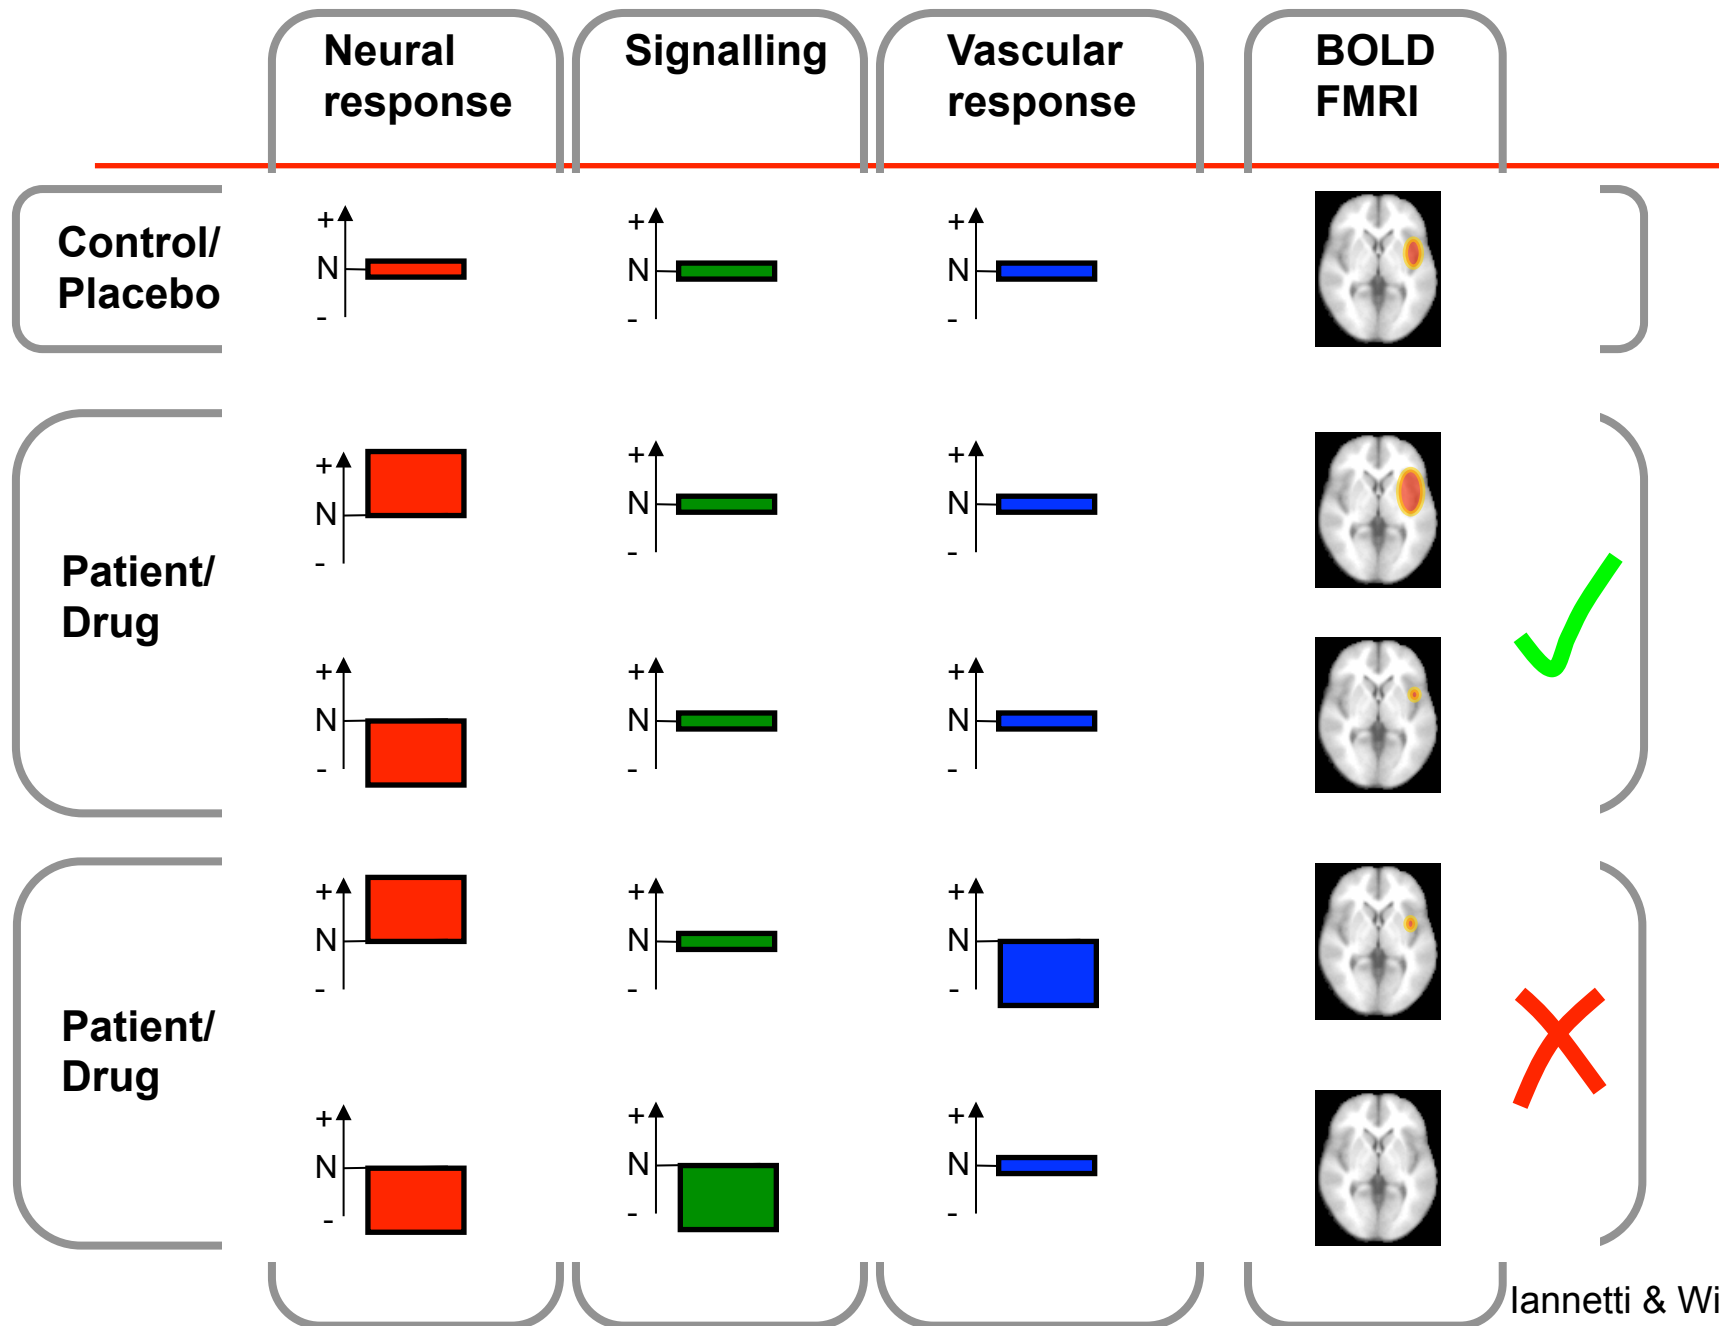 Neural
response
Signalling
Vascular
response
BOLD
FMRI
Control/
Placebo
+
N
-
+
N
-
+
N
-
Patient/
Drug
+
N
-
+
N
-
+
N
-
+
N
-
+
N
-
+
N
-
Patient/
Drug
+
N
-
+
N
-
+
N
-
+
N
-
+
N
-
+
N
-
Iannetti & Wi